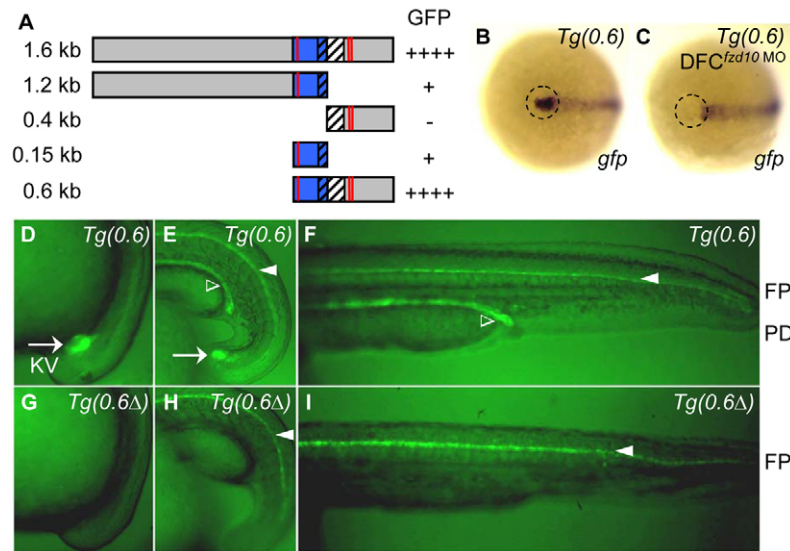 A
GFP
1.6 kb ++++
1.2 kb +
0.4 kb -
0.15 kb +
0.6 kb ++++
B Tg(0.6)
gfp
C Tg(0.6)
DFC fzd10 MO
gfp
D Tg(0.6)
KV
E Tg(0.6)
F Tg(0.6)
FP
PD
G Tg(0.6Δ)
H Tg(0.6Δ)
I Tg(0.6Δ)
FP